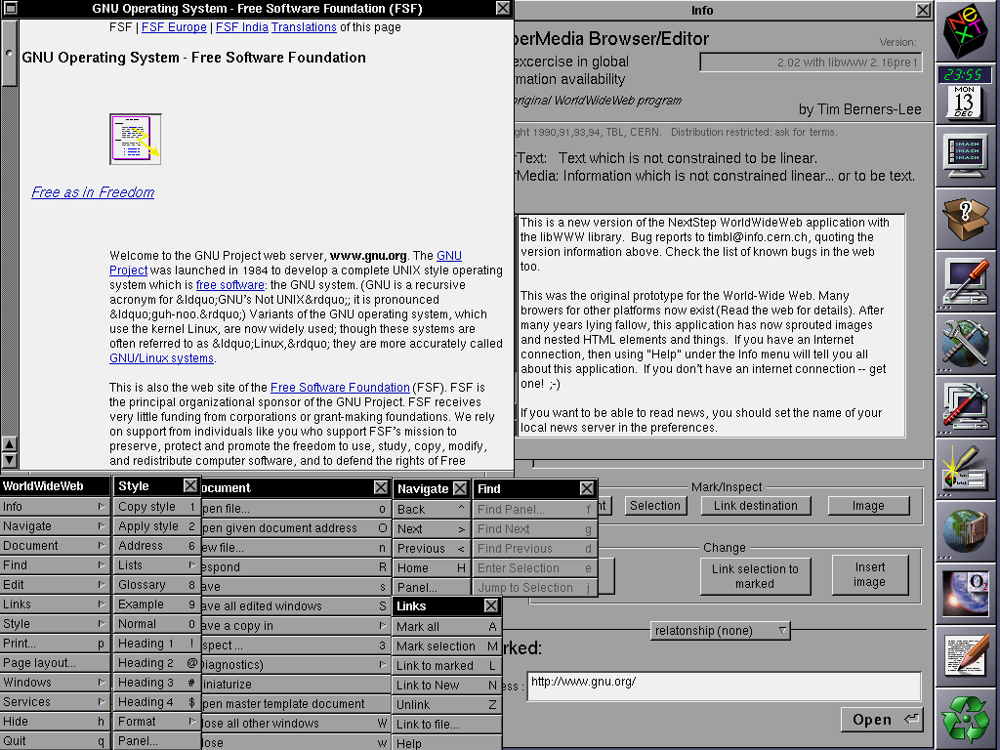 GNU Operating System - Free Software Foundation (FSF)
FSF | FSF Europe | FSF India Translations of this page
GNU Operating System - Free Software Foundation
Free as in Freedom
Welcome to the GNU Project web server, www.gnu.org. The GNU
Project was launched in 1984 to develop a complete UNIX style operating
system which is free software: the GNU system. (GNU is a recursive
acronym for &ldquo;GNU's Not UNIX&rdquo;; it is pronounced
&ldquo;guh-noo.&rdquo;) Variants of the GNU operating system, which
use the kernel Linux, are now widely used; though these systems are
often referred to as &ldquo;Linux,&rdquo; they are more accurately called
GNU/Linux systems.
This is also the web site of the Free Software Foundation (FSF). FSF is
the principal organizational sponsor of the GNU Project. FSF receives
very little funding from corporations or grant-making foundations. We rely
on support from individuals like you who support FSF's mission to
preserve, protect and promote the freedom to use, study, copy, modify,
and redistribute computer software, and to defend the rights of Free
Info
perMedia Browser/Editor
Version:
excercise in global
2.02 with libwww 2.16pre1
mation availability
original WorldWideWeb program
by Tim Berners-Lee
ght 1990,91,93,94, TBL, CERN. Distribution restricted: ask for terms.
rText: Text which is not constrained to be linear.
rMedia: Information which is not constrained linear... or to be text.
This is a new version of the NextStep WorldWideWeb application with
the libWWW library. Bug reports to timbl@info.cern.ch, quoting the
version information above. Check the list of known bugs in the web
too.
This was the original prototype for the World-Wide Web. Many
browsers for other platforms now exist (Read the web for details). After
many years lying fallow, this application has now sprouted images
and nested HTML elements and things. If you have an Internet
connection, then using "Help" under the Info menu will tell you all
about this application. If you don't have an internet connection -- get
one! ;-)
If you want to be able to read news, you should set the name of your
local news server in the preferences.
WorldWideWeb
Info
Navigate
Document
Find
Edit
Links
Style
Print... p
Page layout...
Windows
Services
Hide h
Quit q
Style
Copy style 1
Apply style 2
Address 6
Lists
Glossary 8
Example 9
Normal 0
Heading 1 !
Heading 2 @
Heading 3 #
Heading 4 $
Format
Panel...
ocument
pen file... o
pen given document address O
ew file... n
espond R
ave s
ave all edited windows S
ave a copy in
spect ... 3
iagnostics)
iniaturize
pen master template document
lose all other windows W
lose w
Navigate
Back ^
Next >
Previous <
Home H
Panel...
Find
Find Panel... f
Find Next g
Find Previous d
Enter Selection e
Jump to Selection j
Links
Mark all A
Mark selection M
Link to marked L
Link to New N
Unlink Z
Link to file...
Help
Mark/Inspect
Selection
Link destination
Image
Change
Link selection to
marked
Insert
image
relatonship (none)
rked:
ess :
http://www.gnu.org/
Open
NeXT
23:55
MON
13
DEC
MACH
MACH
MACH
?
O2